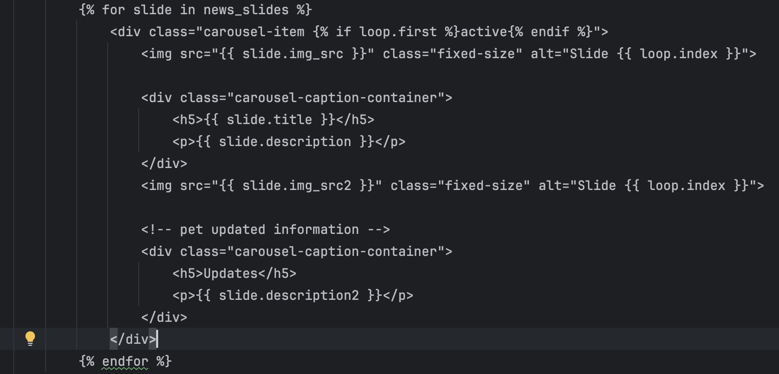 {% for slide in news_slides %}
<div class="carousel-item {% if loop.first %}active{% endif %}">
<img src="{{ slide.img_src }}" class="fixed-size" alt="Slide {{ loop.index }}">
<div class="carousel-caption-container">
<h5>{{ slide.title }}</h5>
<p>{{ slide.description }}</p>
</div>
<img src="{{ slide.img_src2 }}" class="fixed-size" alt="Slide {{ loop.index }}">
<!-- pet updated information -->
<div class="carousel-caption-container">
<h5>Updates</h5>
<p>{{ slide.description2 }}</p>
</div>
</div>
{% endfor %}